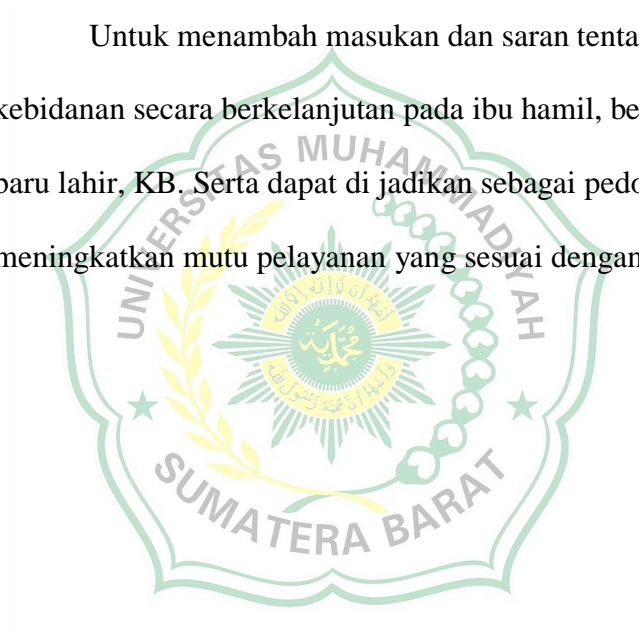 Untuk menambah masukan dan saran tenta
kebidanan secara berkelanjutan pada ibu hamil, be
baru lahir, KB. Serta dapat di jadikan sebagai pedo
meningkatkan mutu pelayanan yang sesuai dengan
UNIVERSITAS MUHAMMADIYAH
محمدية
SUMATERA BARAT